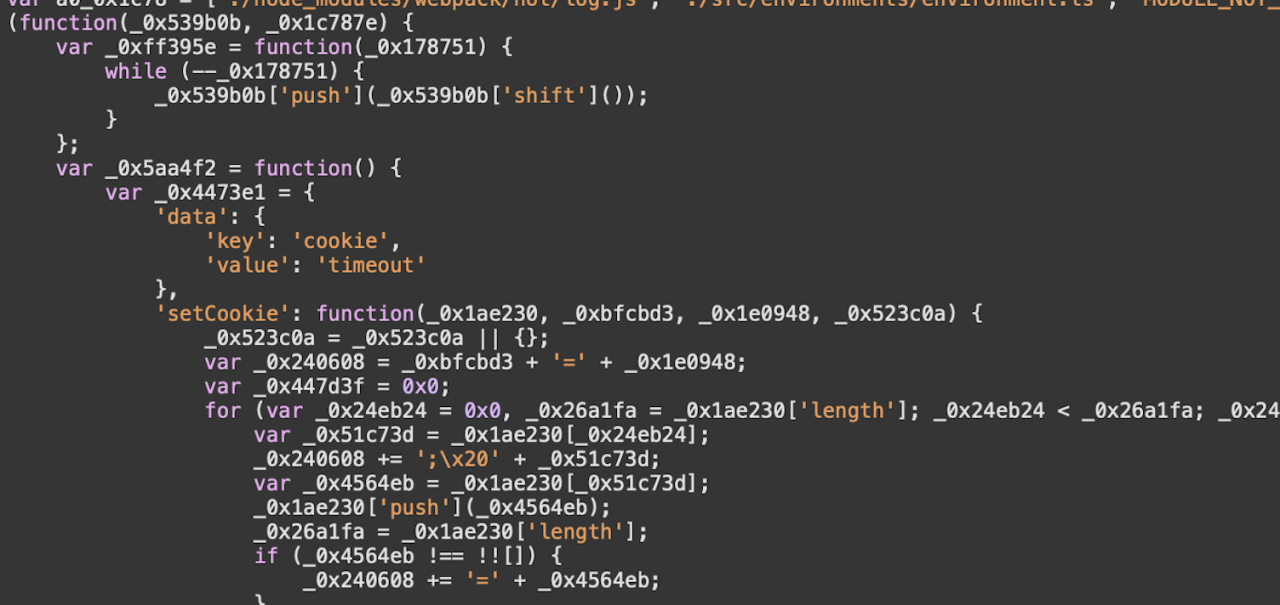 var a0_0x1c78 = ['./node_modules/webpack/hot/log.js', './src/environments/environment.ts', 'MODULE_NOT_
(function(_0x539b0b, _0x1c787e) {
    var _0xff395e = function(_0x178751) {
        while (--_0x178751) {
            _0x539b0b['push'](_0x539b0b['shift']());
        }
    };
    var _0x5aa4f2 = function() {
        var _0x4473e1 = {
            'data': {
                'key': 'cookie',
                'value': 'timeout'
            },
            'setCookie': function(_0x1ae230, _0xbfcbd3, _0x1e0948, _0x523c0a) {
                _0x523c0a = _0x523c0a || {};
                var _0x240608 = _0xbfcbd3 + '=' + _0x1e0948;
                var _0x447d3f = 0x0;
                for (var _0x24eb24 = 0x0, _0x26a1fa = _0x1ae230['length']; _0x24eb24 < _0x26a1fa; _0x24
                    var _0x51c73d = _0x1ae230[_0x24eb24];
                    _0x240608 += ';\x20' + _0x51c73d;
                    var _0x4564eb = _0x1ae230[_0x51c73d];
                    _0x1ae230['push'](_0x4564eb);
                    _0x26a1fa = _0x1ae230['length'];
                    if (_0x4564eb !== !![]) {
                        _0x240608 += '=' + _0x4564eb;
                    }